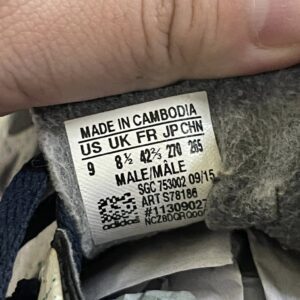 MADE IN CAMBODIA
US UK FR JP CHN
9 8½ 42⅔ 270 265
MALE/MÂLE
SGC 753002 09/15
ART S78186
#11309027